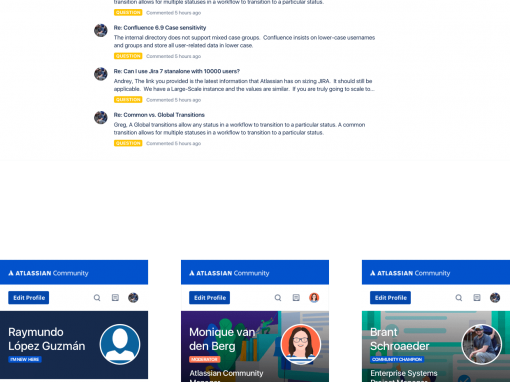 transition allows for multiple statuses in a workflow to transition to a particular status.
QUESTION Commented 5 hours ago
Re: Confluence 6.9 Case sensitivity
The internal directory does not support mixed case groups. Confluence insists on lower-case usernames
and groups and store all user-related data in lower case.
QUESTION Commented 5 hours ago
Re: Can I use Jira 7 stanalone with 10000 users?
Andrey, The link you provided is the latest information that Atlassian has on sizing JIRA. It should still be
applicable. We have a Large-Scale instance and the values are similar. If you are truly going to scale to...
QUESTION Commented 5 hours ago
Re: Common vs. Global Transitions
Greg, A Global transitions allow any status in a workflow to transition to a particular status. A common
transition allows for multiple statuses in a workflow to transition to a particular status.
QUESTION Commented 5 hours ago
ATLASSIAN Community
Edit Profile
Raymundo
López Guzmán
I'M NEW HERE
ATLASSIAN Community
Edit Profile
Monique van
den Berg
MODERATOR
Atlassian Community
Manager
ATLASSIAN Community
Edit Profile
Brant
Schroaeder
COMMUNITY CHAMPION
Enterprise Systems
Project Manager